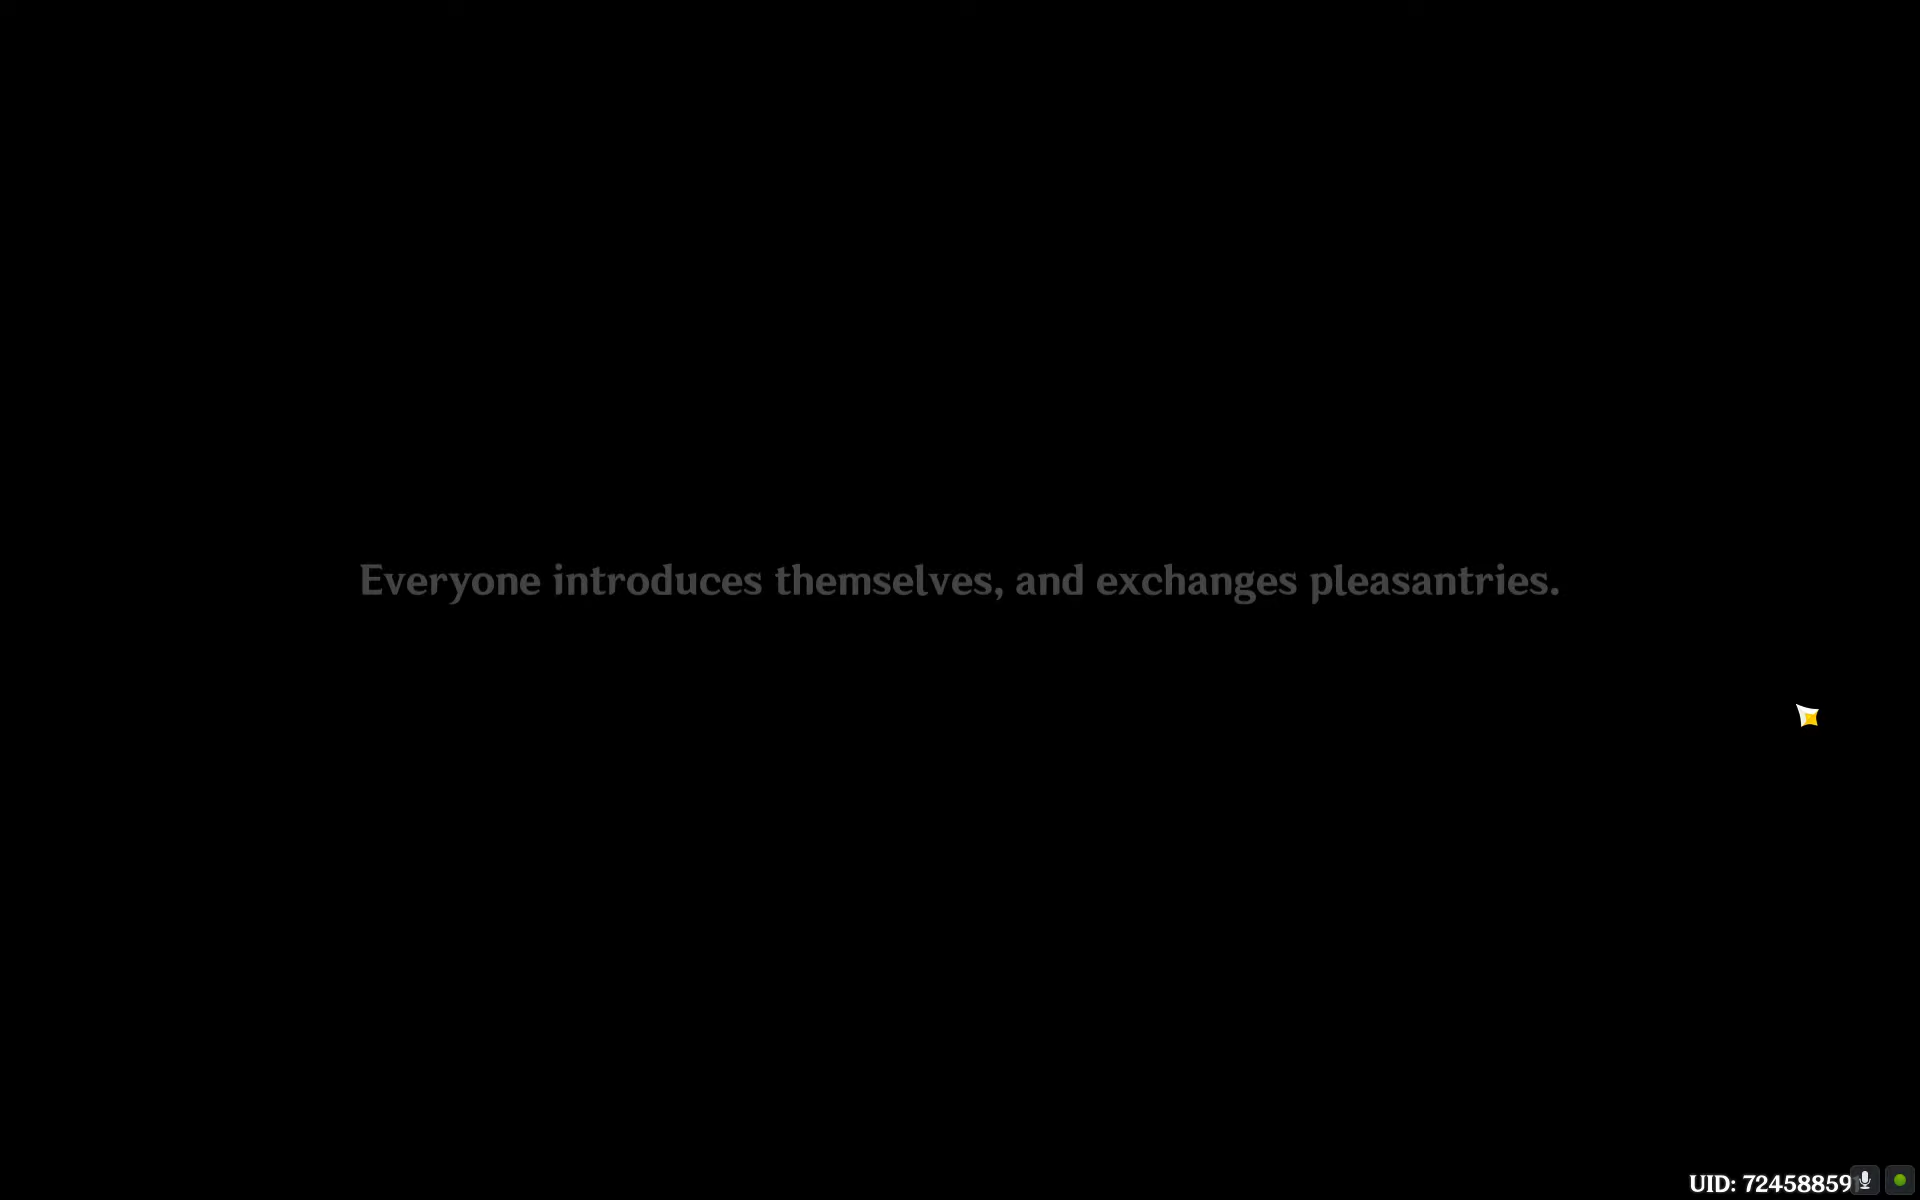 Everyone introduces themselves, and exchanges pleasantries.
UID: 72458859